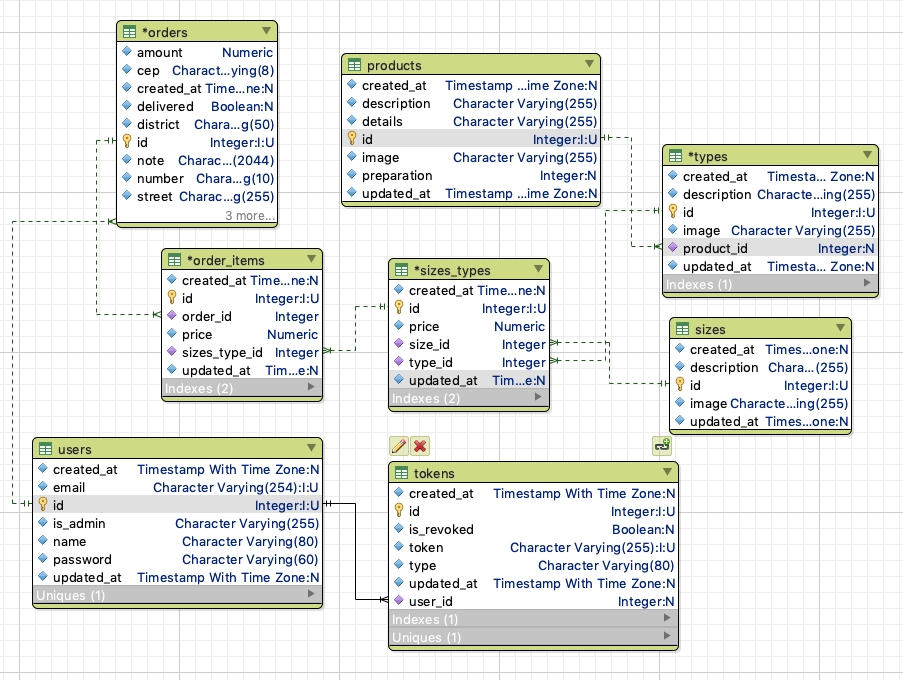 *orders
amount Numeric
cep Charact...ying(8)
created_at Time...ne:N
delivered Boolean:N
district Chara...g(50)
id Integer:I:U
note Charac...(2044)
number Chara...g(10)
street Charac...g(255)
3 more...
products
created_at Timestamp ...ime Zone:N
description Character Varying(255)
details Character Varying(255)
id Integer:I:U
image Character Varying(255)
preparation Integer:N
updated_at Timestamp ...ime Zone:N
*types
created_at Timesta... Zone:N
description Characte...ing(255)
id Integer:I:U
image Character Varying(255)
product_id Integer:N
updated_at Timesta... Zone:N
Indexes (1)
*order_items
created_at Time...ne:N
id Integer:I:U
order_id Integer
price Numeric
sizes_type_id Integer
updated_at Tim...e:N
Indexes (2)
*sizes_types
created_at Time...ne:N
id Integer:I:U
price Numeric
size_id Integer
type_id Integer
updated_at Tim...e:N
Indexes (2)
sizes
created_at Times...one:N
description Chara...(255)
id Integer:I:U
image Characte...ing(255)
updated_at Times...one:N
users
created_at Timestamp With Time Zone:N
email Character Varying(254):I:U
id Integer:I:U
is_admin Character Varying(255)
name Character Varying(80)
password Character Varying(60)
updated_at Timestamp With Time Zone:N
Uniques (1)
tokens
created_at Timestamp With Time Zone:N
id Integer:I:U
is_revoked Boolean:N
token Character Varying(255):I:U
type Character Varying(80)
updated_at Timestamp With Time Zone:N
user_id Integer:N
Indexes (1)
Uniques (1)